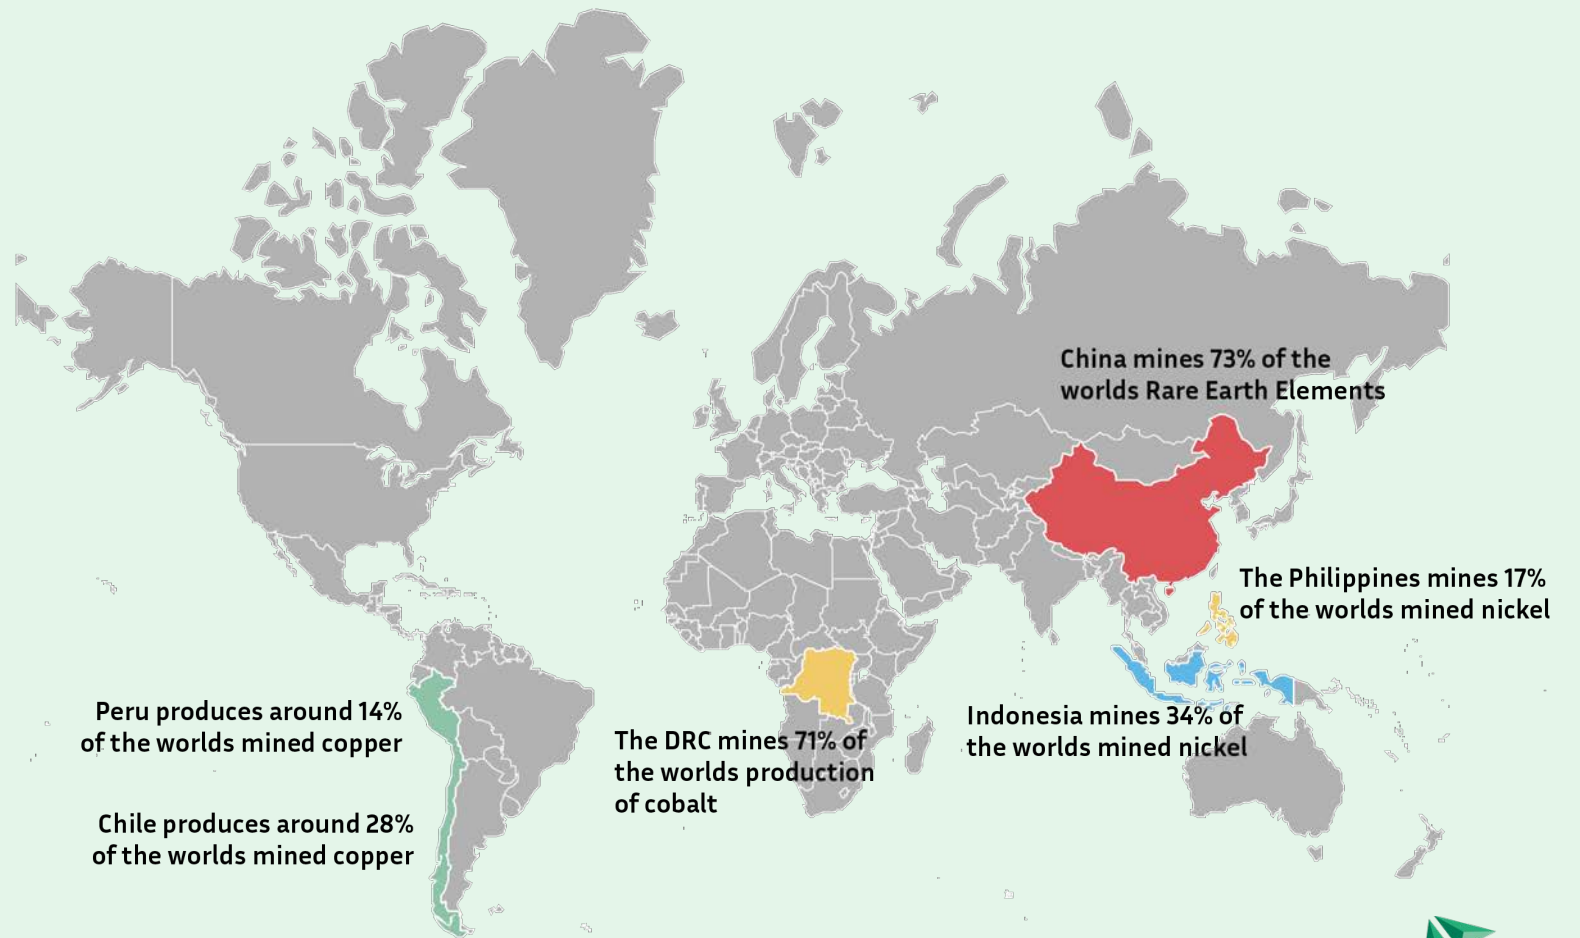 China mines 73% of the
worlds Rare Earth Elements
The Philippines mines 17%
of the worlds mined nickel
Peru produces around 14%
of the worlds mined copper
The DRC mines 71% of
the worlds production
of cobalt
Indonesia mines 34% of
the worlds mined nickel
Chile produces around 28%
of the worlds mined copper